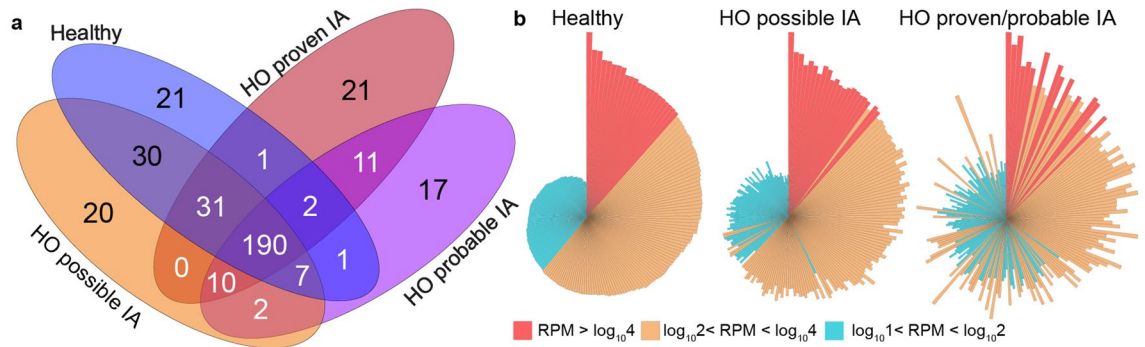 a
Healthy
HO proven IA
21
21
30
1
11
17
20
31
2
190
0
10
7
1
2
HO possible IA
HO probable IA
b
Healthy
HO possible IA
HO proven/probable IA
RPM > log₁₀4
log₁₀2< RPM < log₁₀4
log₁₀1< RPM < log₁₀2